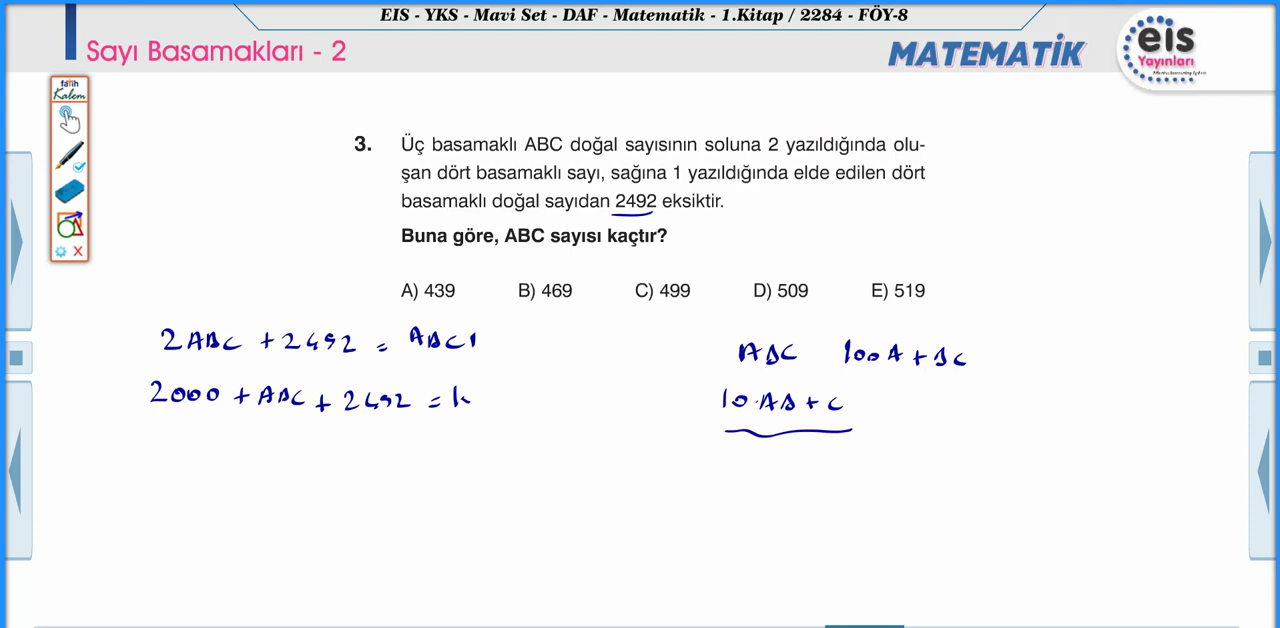 EIS - YKS - Mavi Set - DAF - Matematik - 1.Kitap / 2284 - FÖY-8
Sayı Basamakları - 2
MATEMATİK
eis
Yayınları
fatih
Kalem
3. Üç basamaklı ABC doğal sayısının soluna 2 yazıldığında olu-
şan dört basamaklı sayı, sağına 1 yazıldığında elde edilen dört
basamaklı doğal sayıdan 2492 eksiktir.
Buna göre, ABC sayısı kaçtır?
A) 439 B) 469 C) 499 D) 509 E) 519
2ABC + 2492 = ABC1
ABC 100A + BC
2000 + ABC + 2492 =
10.AB + C